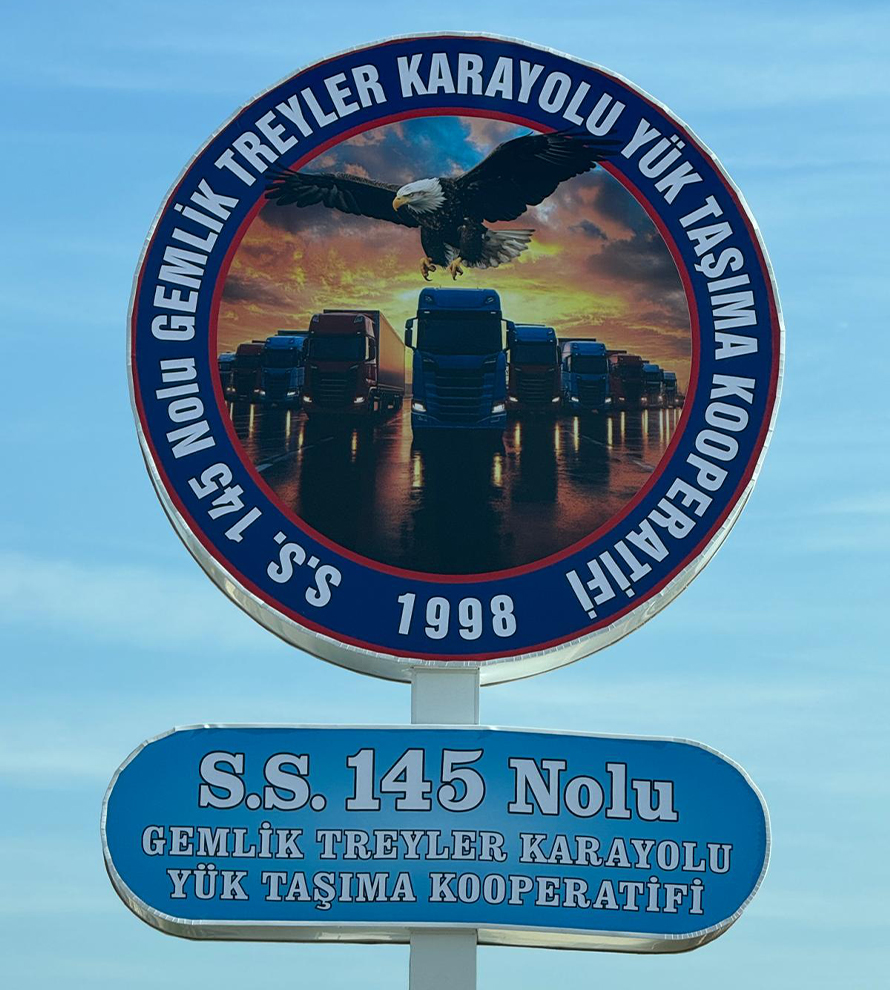 S.S. 145 Nolu GEMLİK TREYLER KARAYOLU YÜK TAŞIMA KOOPERATİFİ
1998
S.S. 145 Nolu
GEMLİK TREYLER KARAYOLU
YÜK TAŞIMA KOOPERATİFİ